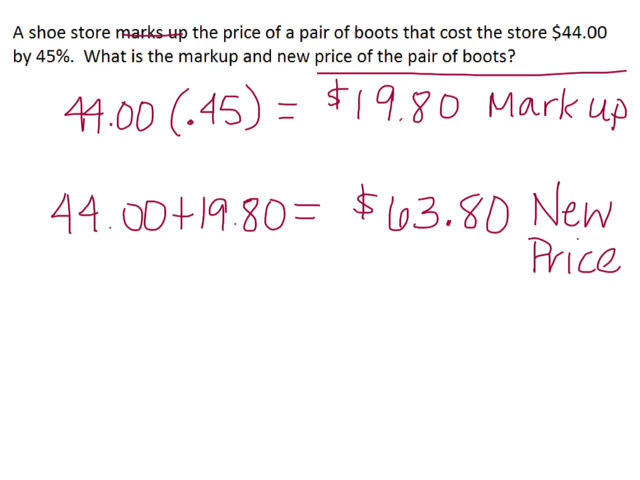 A shoe store marks up the price of a pair of boots that cost the store $44.00
by 45%. What is the markup and new price of the pair of boots?
44.00 (.45) = $19.80 Mark up
44.00+19.80= $63.80 New
Price